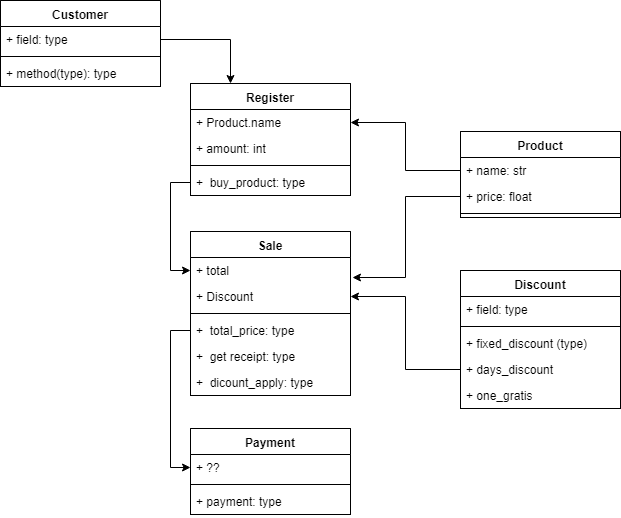 Customer
+ field: type
+ method(type): type
Register
+ Product.name
+ amount: int
+ buy_product: type
Product
+ name: str
+ price: float
Sale
+ total
+ Discount
+ total_price: type
+ get receipt: type
+ dicount_apply: type
Discount
+ field: type
+ fixed_discount (type)
+ days_discount
+ one_gratis
Payment
+ ??
+ payment: type